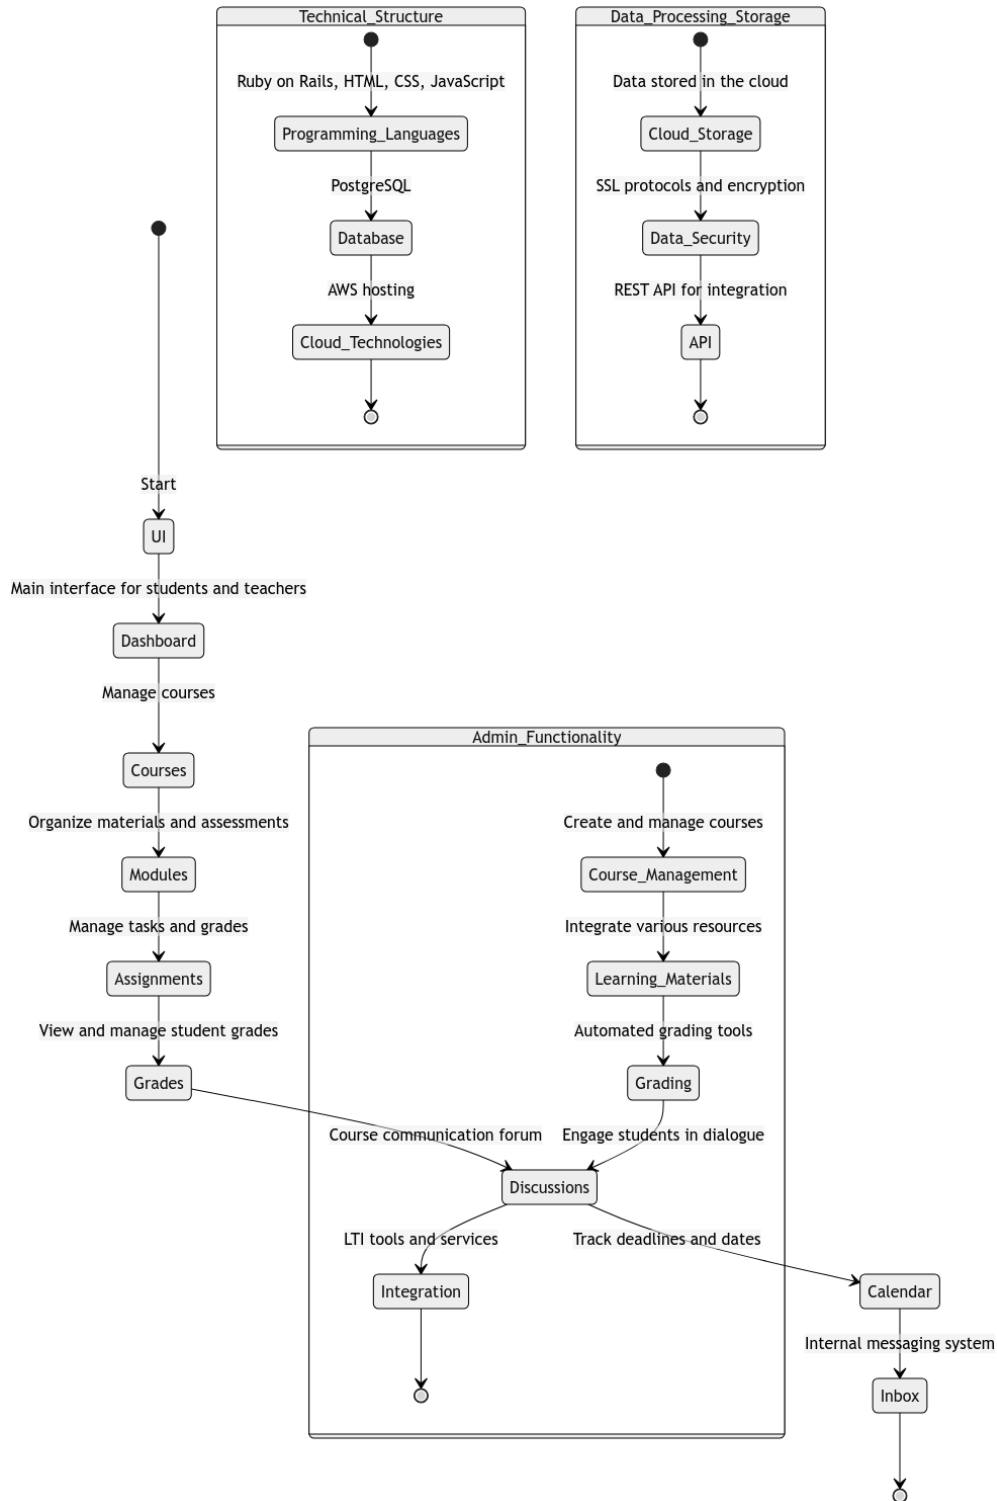 Technical_Structure
Ruby on Rails, HTML, CSS, JavaScript
Programming_Languages
PostgreSQL
Database
AWS hosting
Cloud_Technologies
Data_Processing_Storage
Data stored in the cloud
Cloud_Storage
SSL protocols and encryption
Data_Security
REST API for integration
API
Start
UI
Main interface for students and teachers
Dashboard
Manage courses
Courses
Organize materials and assessments
Modules
Manage tasks and grades
Assignments
View and manage student grades
Grades
Admin_Functionality
Create and manage courses
Course_Management
Integrate various resources
Learning_Materials
Automated grading tools
Grading
Course communication forum
Engage students in dialogue
Discussions
LTI tools and services
Track deadlines and dates
Integration
Calendar
Internal messaging system
Inbox